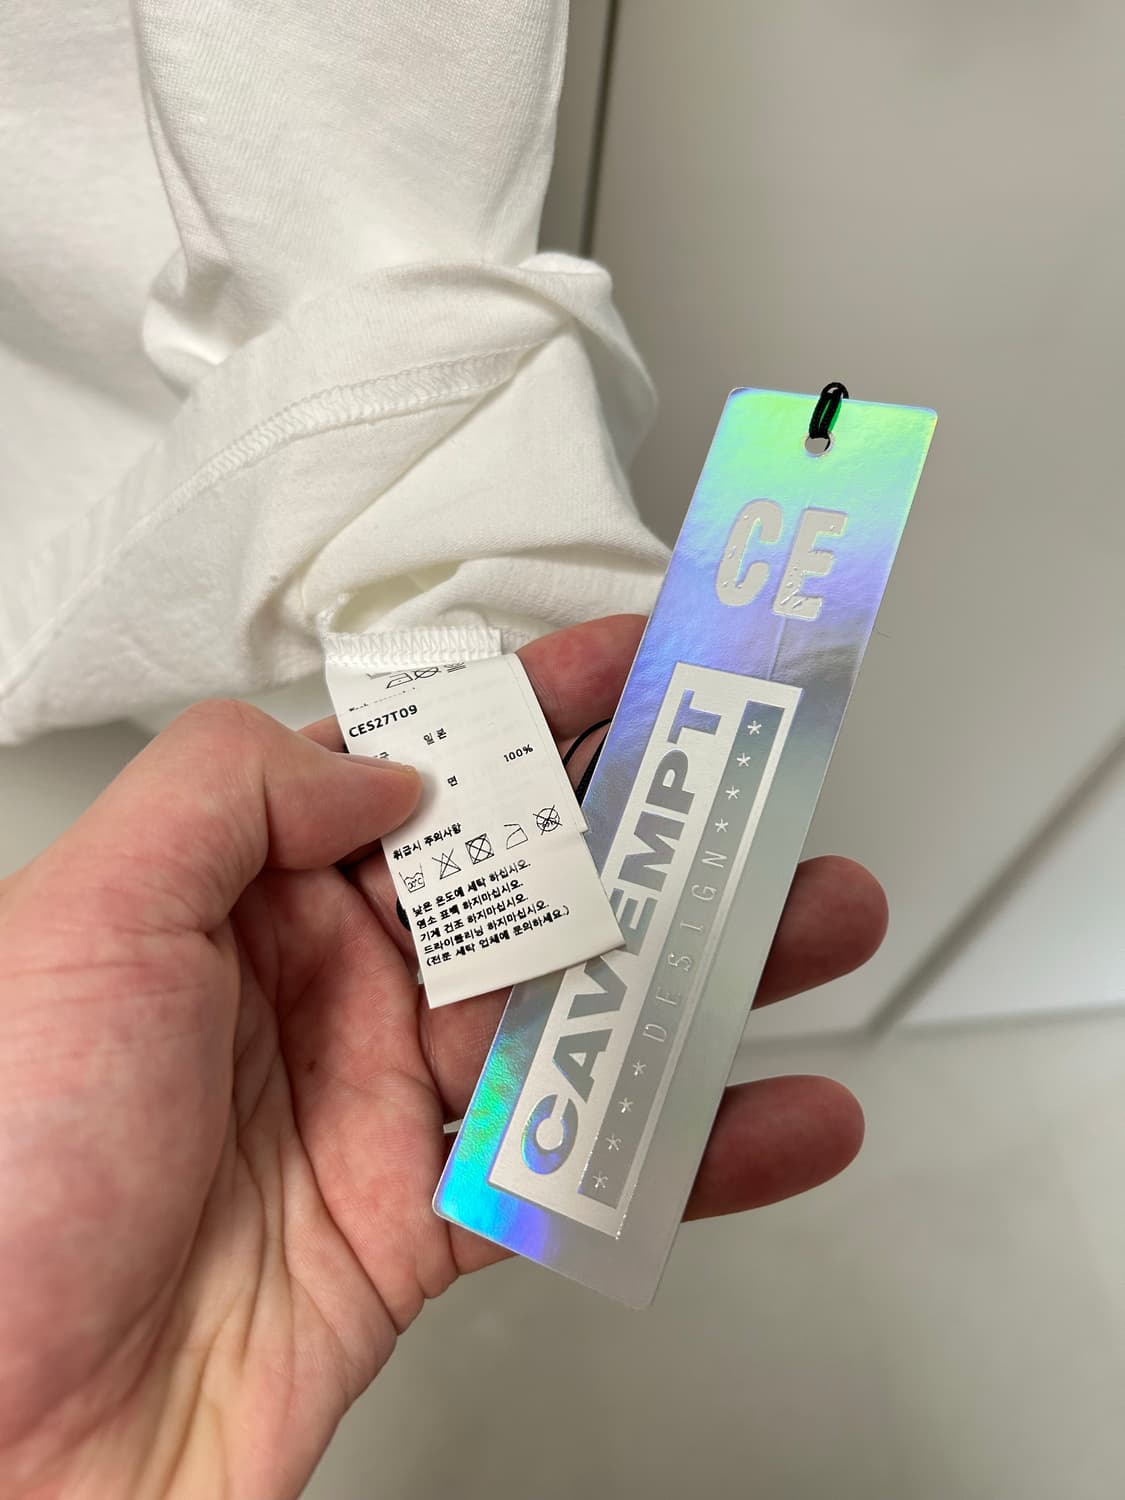 CES27T09
일본
100%
면
취급시 주의사항
30℃
낮은 온도에 세탁 하십시오.
염소 표백 하지마십시오.
기계 건조 하지마십시오.
드라이클리닝 하지마십시오.
(전문 세탁 업체에 문의하세요.)
CE
CAVEMPT
****DESIGN****